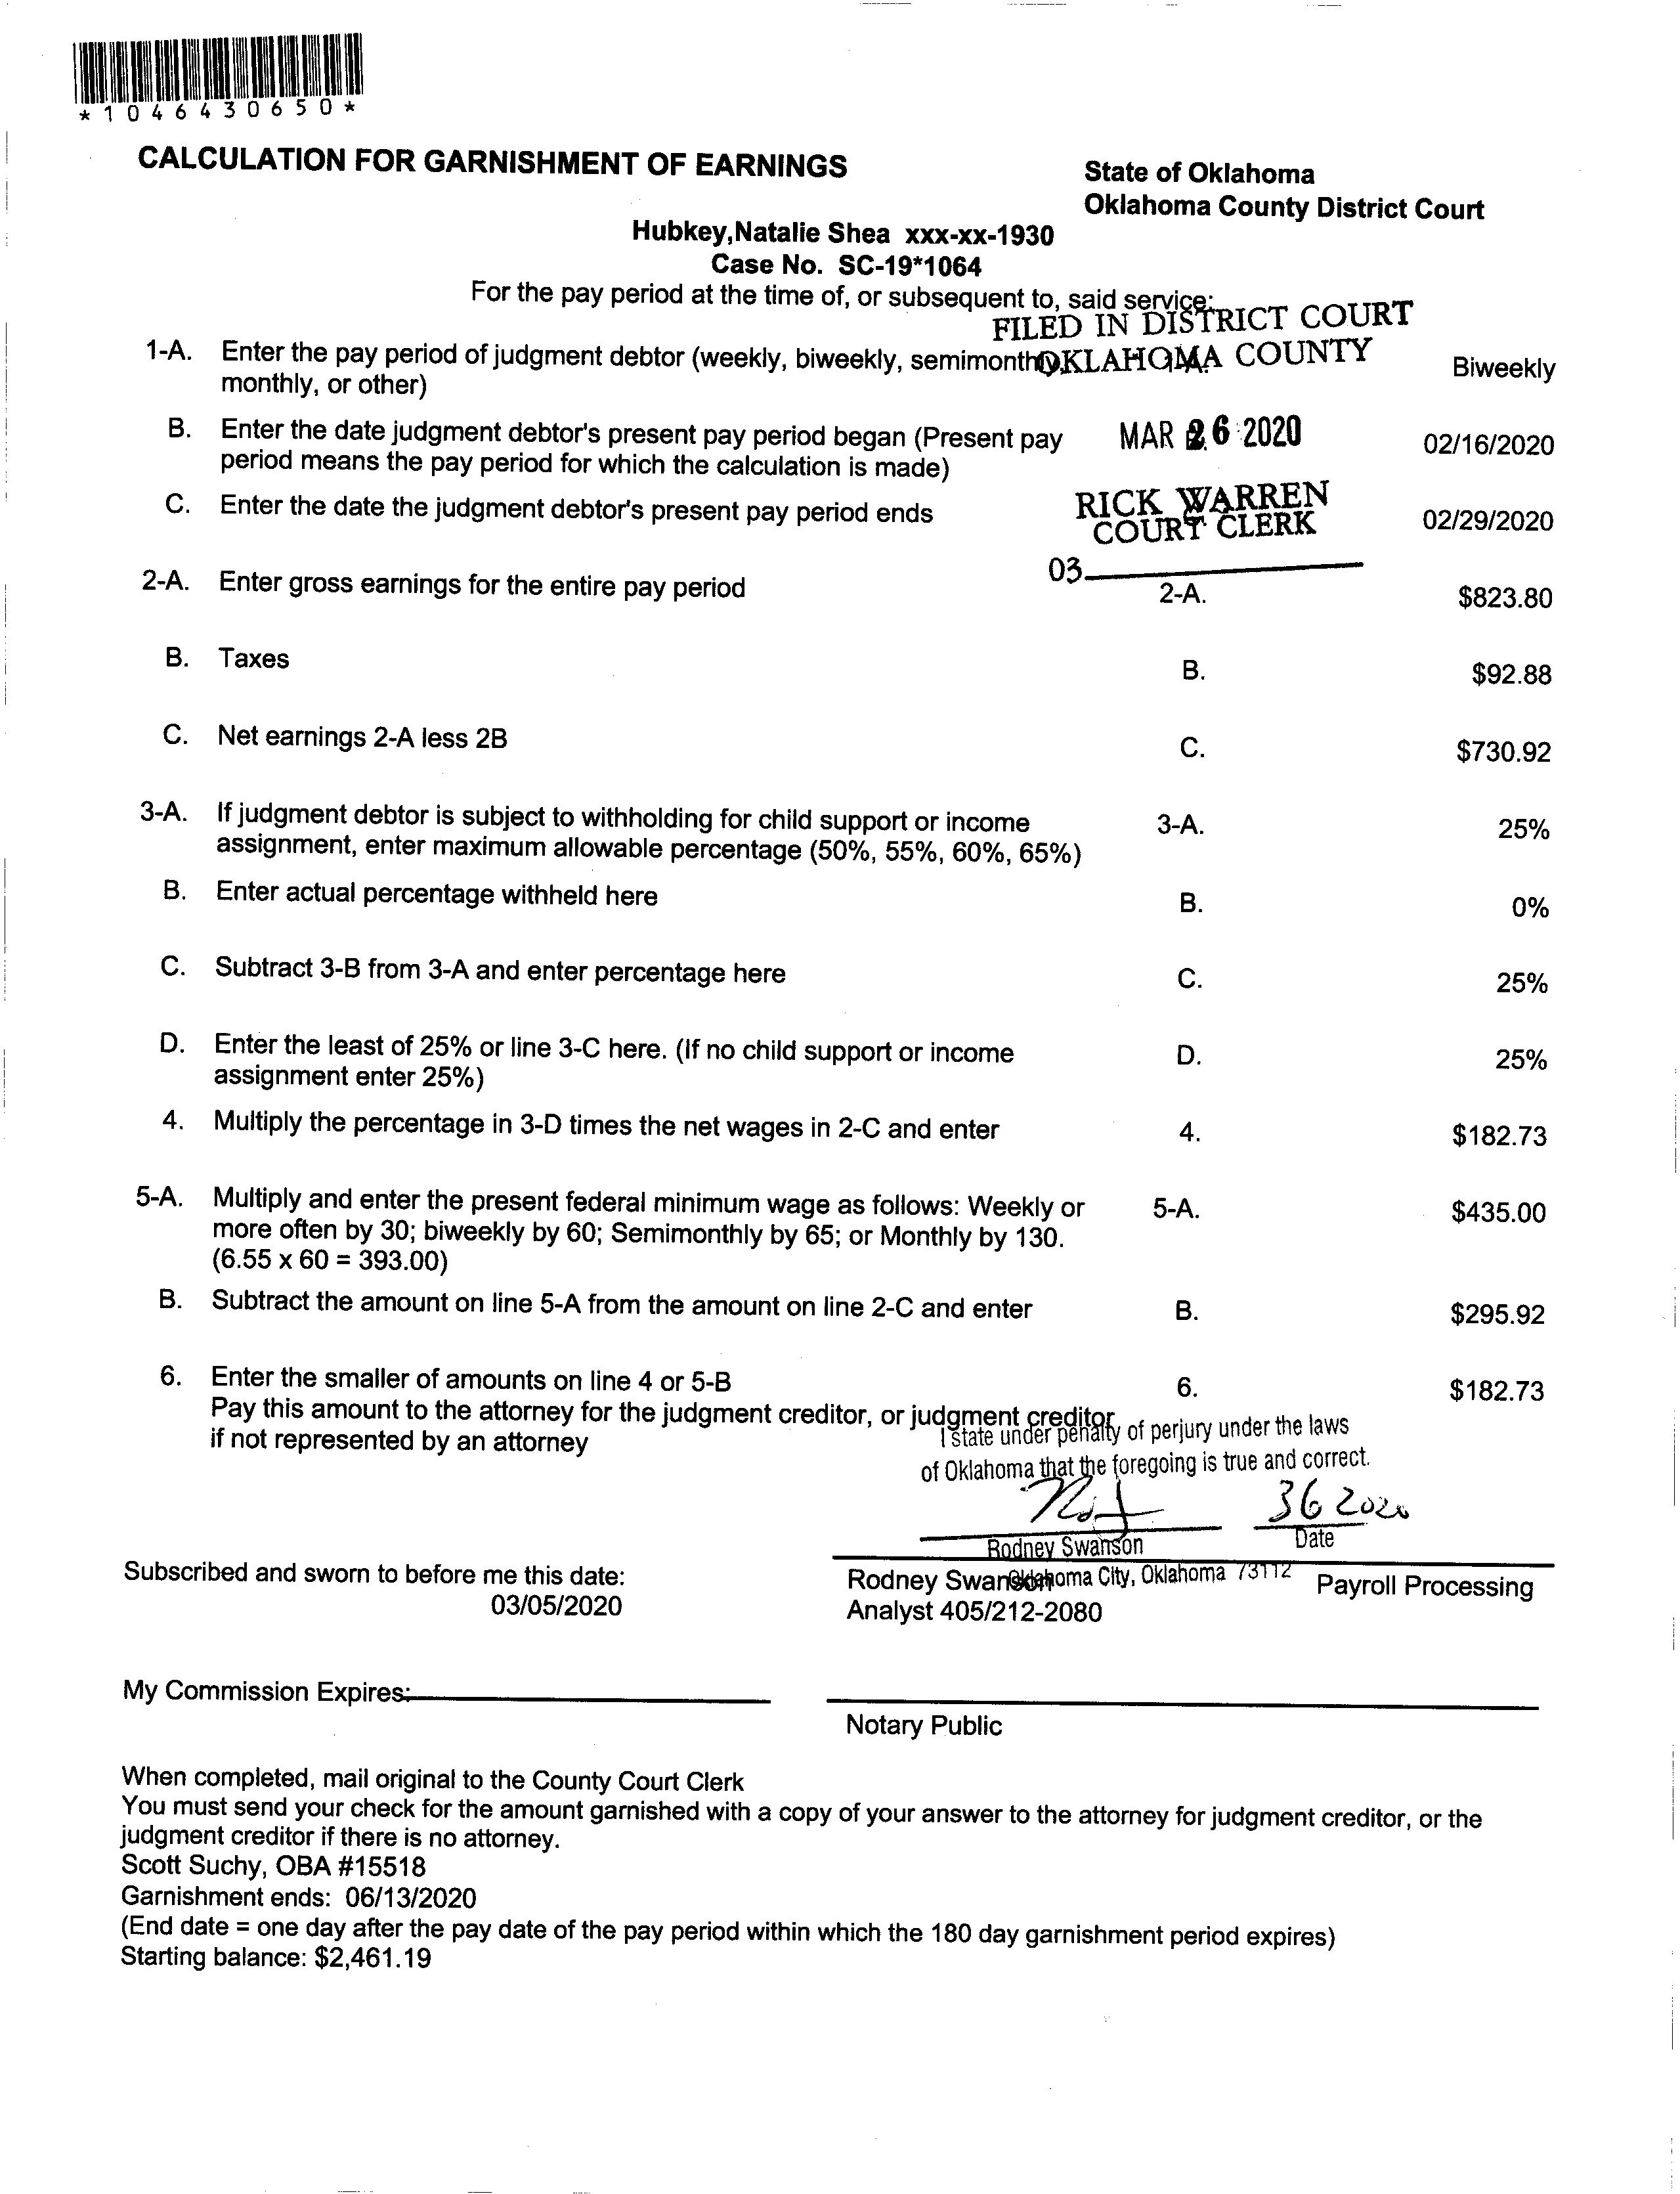 *1046430650*
CALCULATION FOR GARNISHMENT OF EARNINGS
State of Oklahoma
Oklahoma County District Court
Hubkey,Natalie Shea xxx-xx-1930
Case No. SC-19*1064
For the pay period at the time of, or subsequent to, said service:
FILED IN DISTRICT COURT
OKLAHOMA COUNTY
1-A. Enter the pay period of judgment debtor (weekly, biweekly, semimonth Biweekly
monthly, or other)
B. Enter the date judgment debtor's present pay period began (Present pay MAR 26 2020 02/16/2020
period means the pay period for which the calculation is made)
C. Enter the date the judgment debtor's present pay period ends 02/29/2020
RICK WARREN
COURT CLERK
03
2-A. Enter gross earnings for the entire pay period 2-A. $823.80
B. Taxes B. $92.88
C. Net earnings 2-A less 2B C. $730.92
3-A. If judgment debtor is subject to withholding for child support or income 3-A. 25%
assignment, enter maximum allowable percentage (50%, 55%, 60%, 65%)
B. Enter actual percentage withheld here B. 0%
C. Subtract 3-B from 3-A and enter percentage here C. 25%
D. Enter the least of 25% or line 3-C here. (If no child support or income D. 25%
assignment enter 25%)
4. Multiply the percentage in 3-D times the net wages in 2-C and enter 4. $182.73
5-A. Multiply and enter the present federal minimum wage as follows: Weekly or 5-A. $435.00
more often by 30; biweekly by 60; Semimonthly by 65; or Monthly by 130.
(6.55 x 60 = 393.00)
B. Subtract the amount on line 5-A from the amount on line 2-C and enter B. $295.92
6. Enter the smaller of amounts on line 4 or 5-B 6. $182.73
Pay this amount to the attorney for the judgment creditor, or judgment creditor,
if not represented by an attorney
I state under penalty of perjury under the laws
of Oklahoma that the foregoing is true and correct.
3 6 2020
Rodney Swanson Date
Oklahoma City, Oklahoma 73112
Subscribed and sworn to before me this date:
03/05/2020
Rodney Swanson Payroll Processing
Analyst 405/212-2080
My Commission Expires:
Notary Public
When completed, mail original to the County Court Clerk
You must send your check for the amount garnished with a copy of your answer to the attorney for judgment creditor, or the
judgment creditor if there is no attorney.
Scott Suchy, OBA #15518
Garnishment ends: 06/13/2020
(End date = one day after the pay date of the pay period within which the 180 day garnishment period expires)
Starting balance: $2,461.19